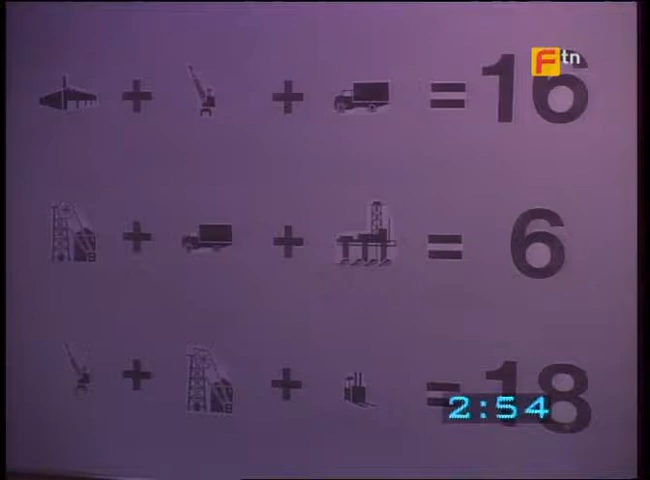 + + = 16
Ftn
+ + = 6
+ + = 18
2:54